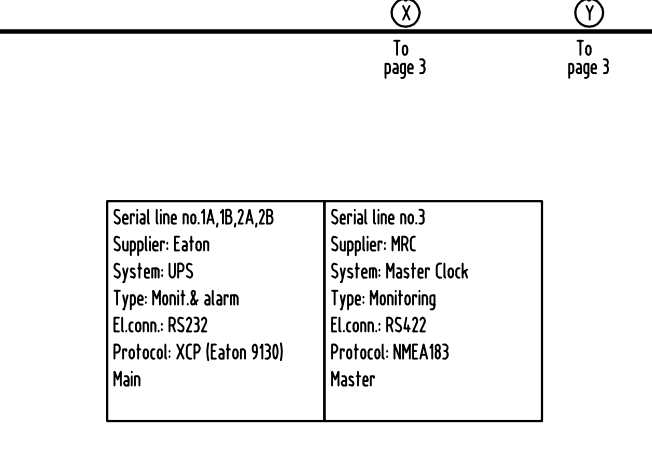 X
Y
To
page 3
To
page 3
Serial line no.1A,1B,2A,2B
Supplier: Eaton
System: UPS
Type: Monit.& alarm
El.conn.: RS232
Protocol: XCP (Eaton 9130)
Main
Serial line no.3
Supplier: MRC
System: Master Clock
Type: Monitoring
El.conn.: RS422
Protocol: NMEA183
Master